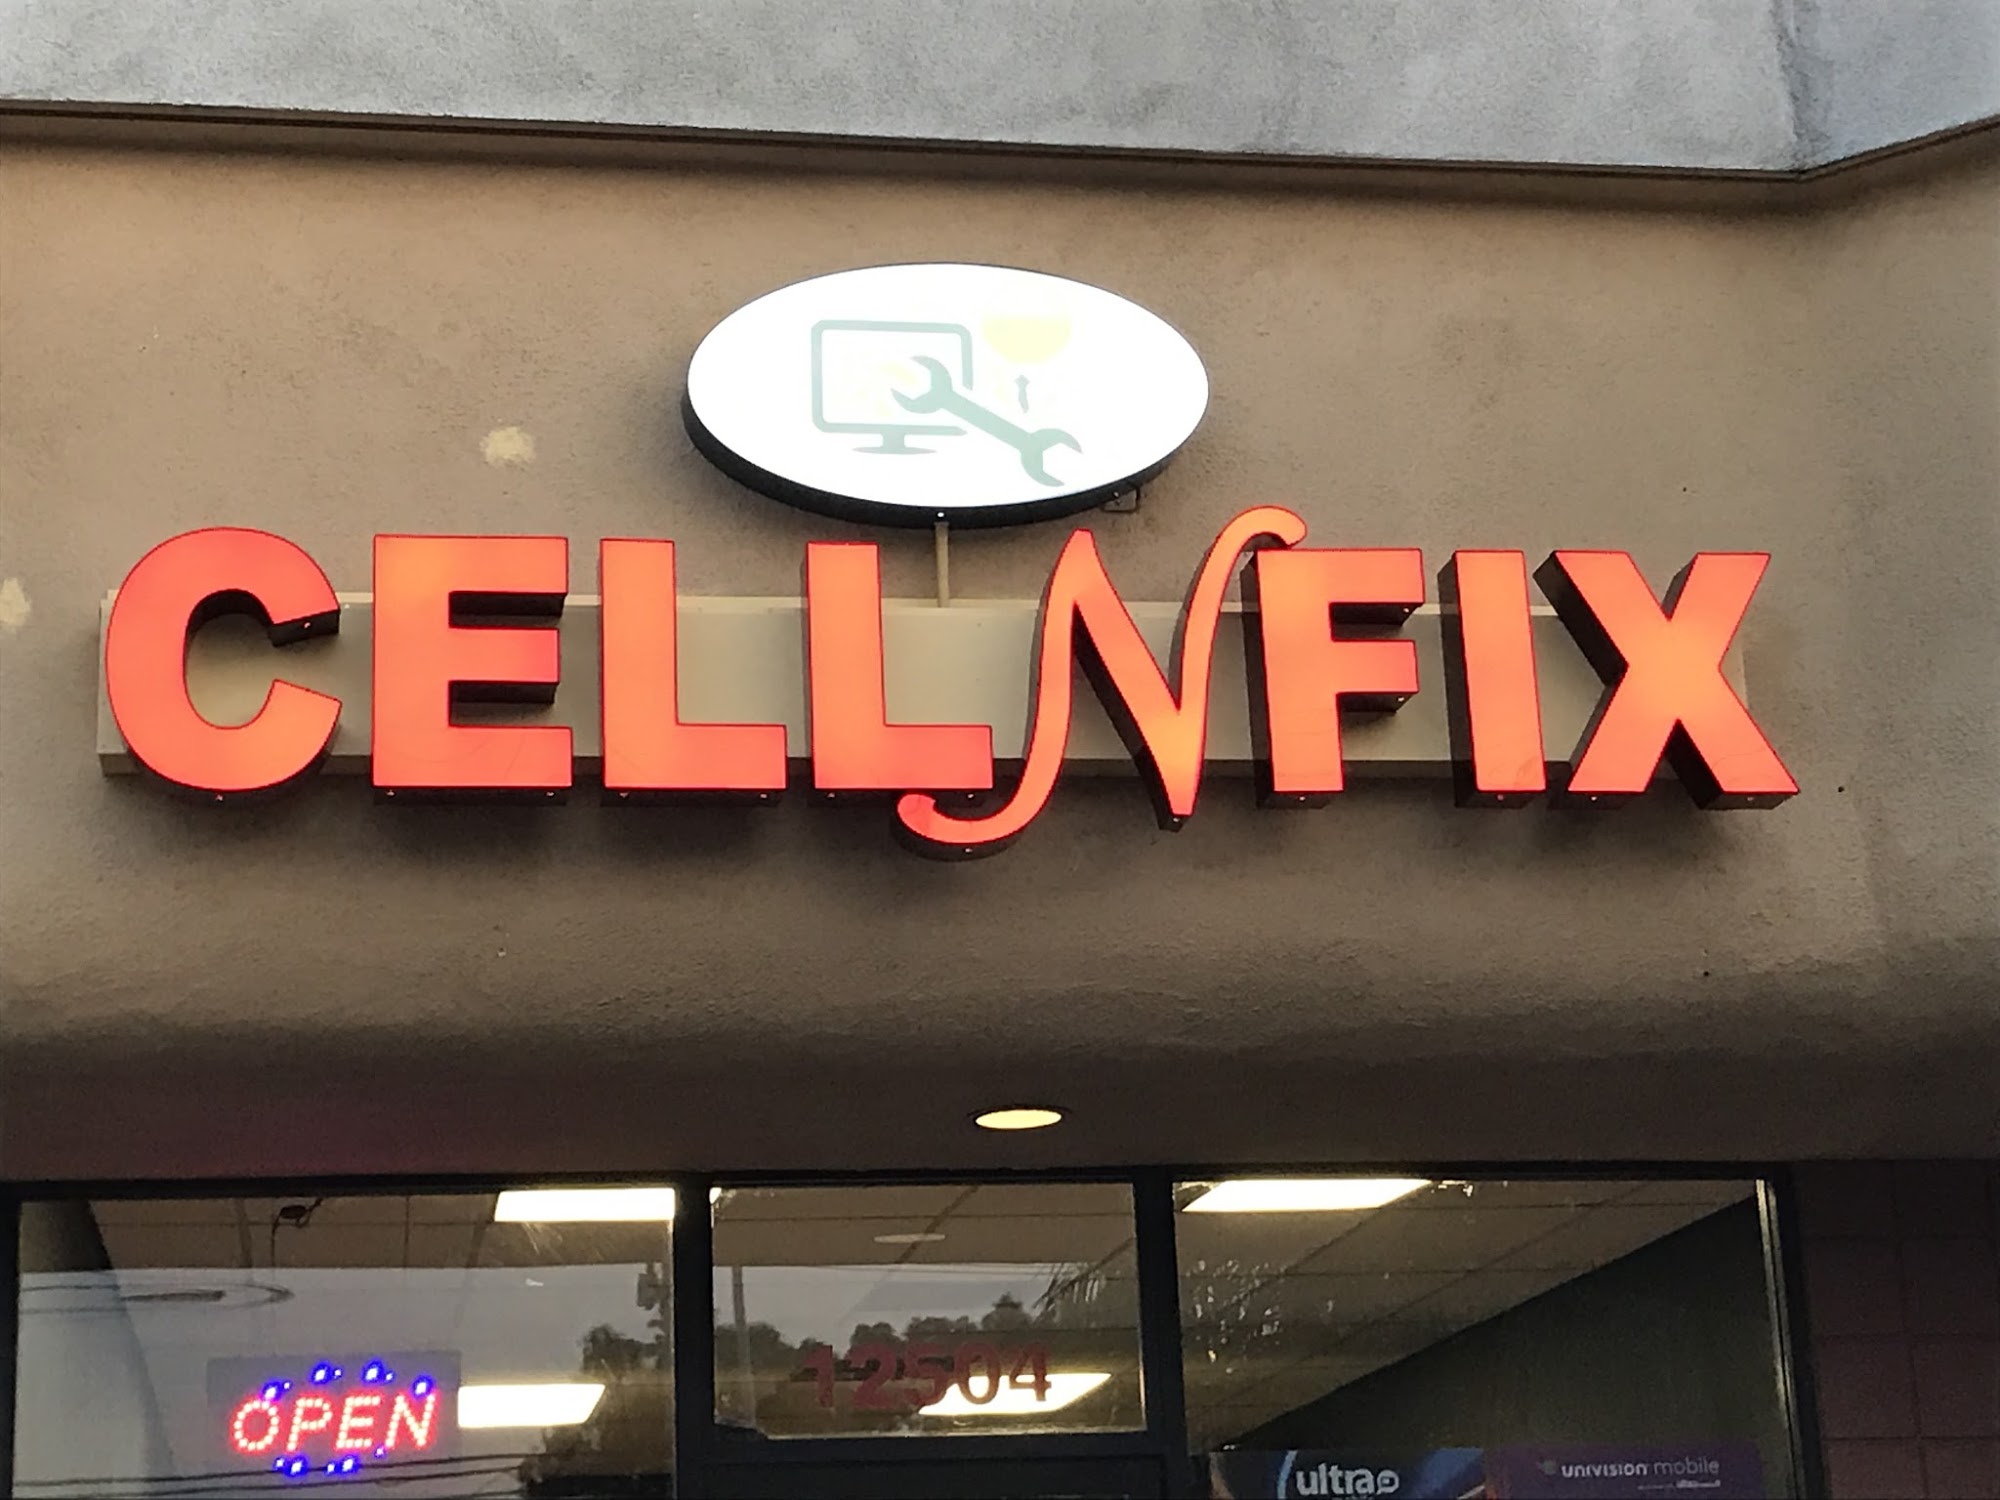 CELLNFIX
12504
OPEN
ultra
univision mobile